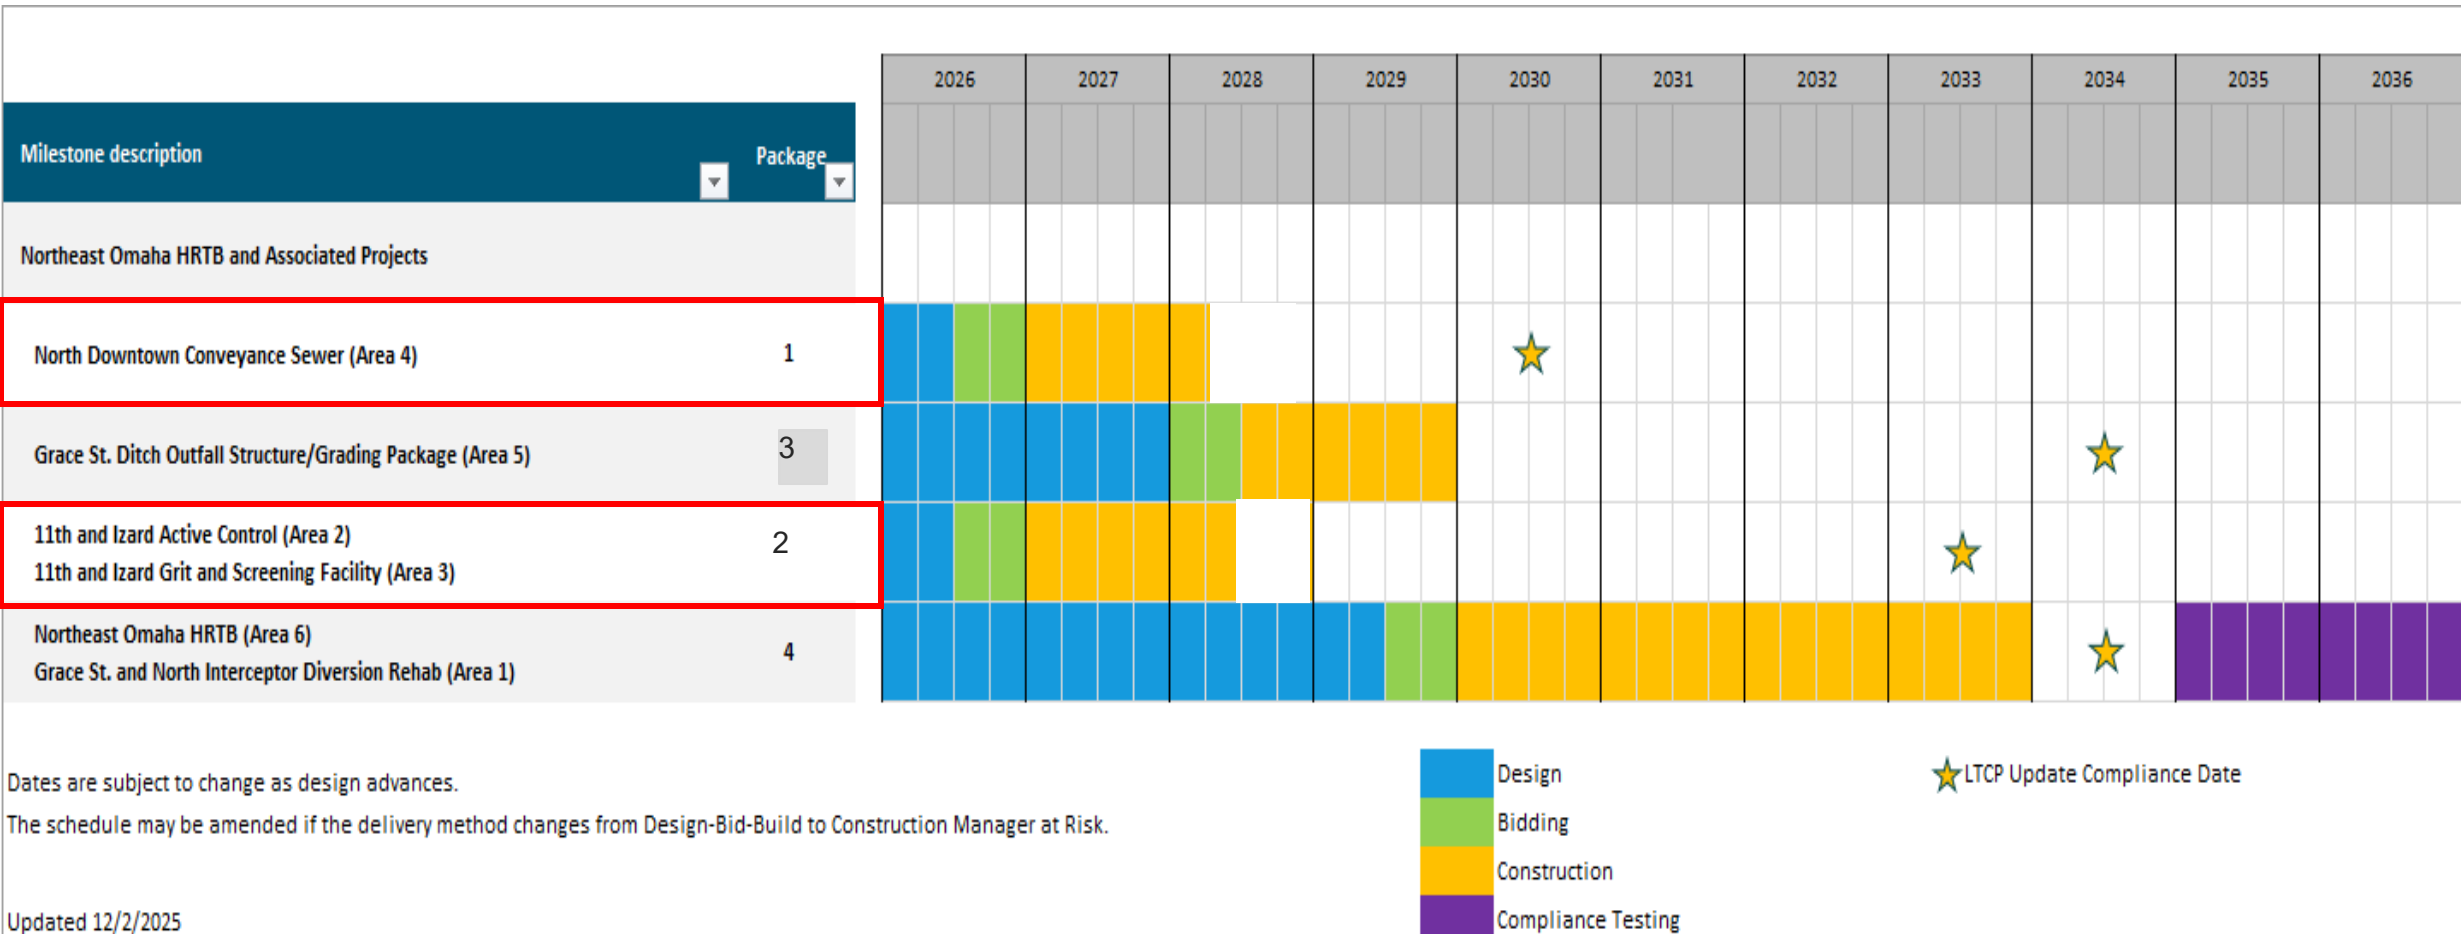 2026 2027 2028 2029 2030 2031 2032 2033 2034 2035 2036
Milestone description Package
Northeast Omaha HRTB and Associated Projects
North Downtown Conveyance Sewer (Area 4) 1
Grace St. Ditch Outfall Structure/Grading Package (Area 5) 3
11th and Izard Active Control (Area 2)
11th and Izard Grit and Screening Facility (Area 3) 2
Northeast Omaha HRTB (Area 6)
Grace St. and North Interceptor Diversion Rehab (Area 1) 4
Dates are subject to change as design advances.
The schedule may be amended if the delivery method changes from Design-Bid-Build to Construction Manager at Risk.
Updated 12/2/2025
Design
Bidding
Construction
Compliance Testing
LTCP Update Compliance Date